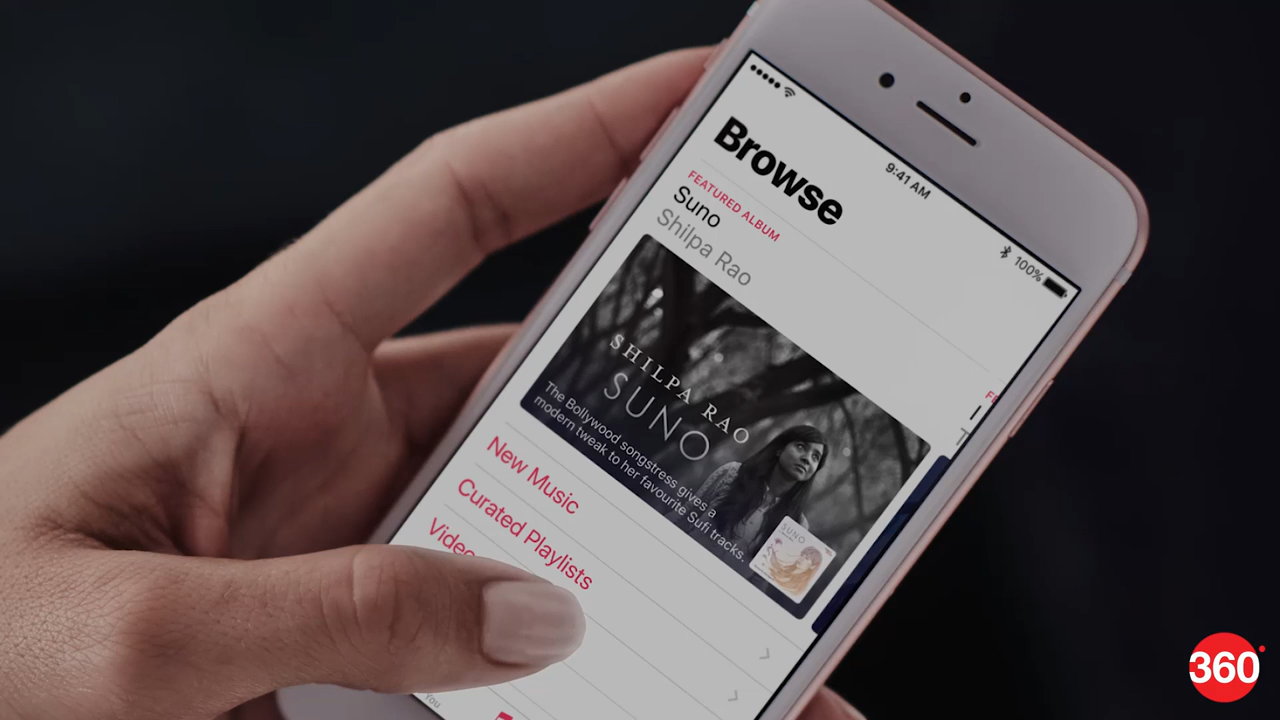 9:41 AM
100%
Browse
FEATURED ALBUM
Suno
Shilpa Rao
SHILPA RAO
SUNO
The Bollywood songstress gives a
modern tweak to her favourite Sufi tracks.
SUNO
New Music
Curated Playlists
You
360